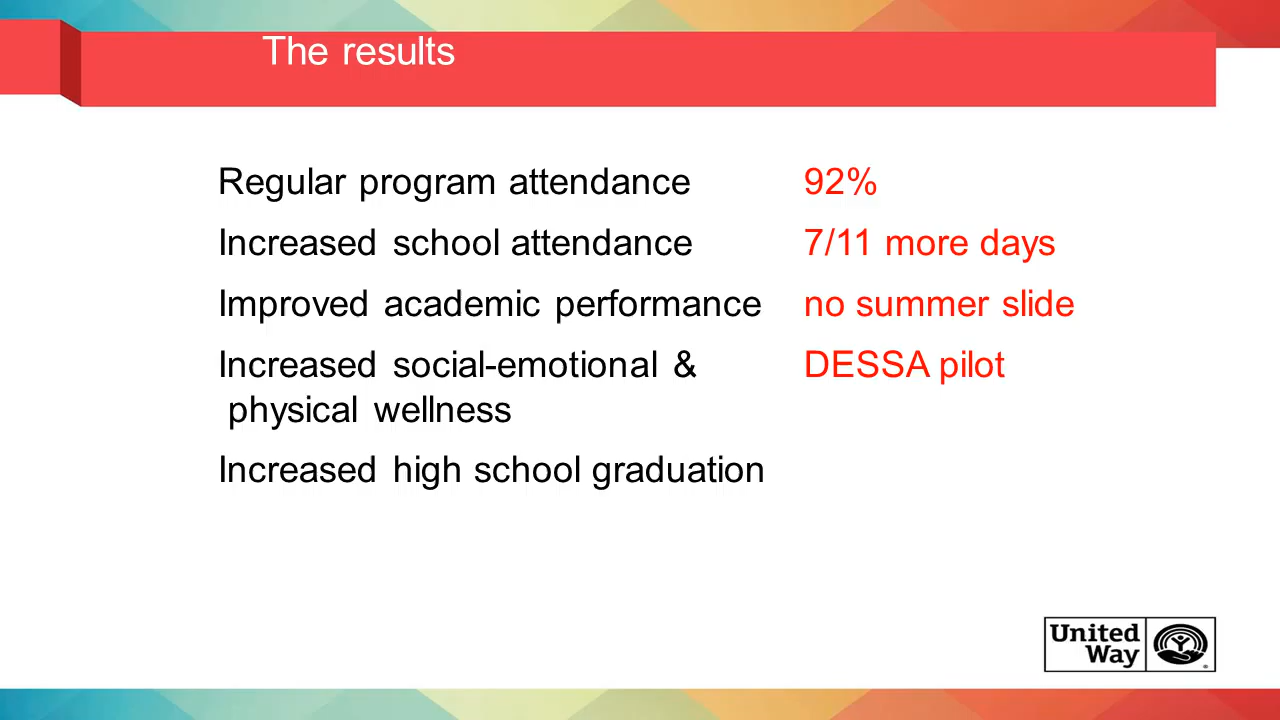 The results
Regular program attendance 92%
Increased school attendance 7/11 more days
Improved academic performance no summer slide
Increased social-emotional & DESSA pilot
physical wellness
Increased high school graduation
United
Way